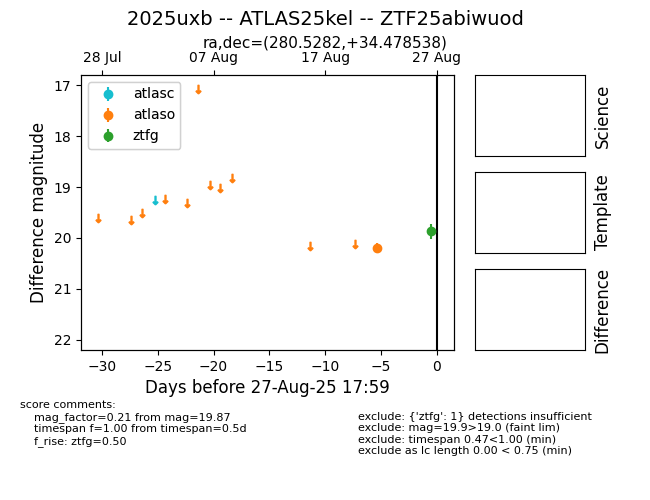 2025uxb -- ATLAS25kel -- ZTF25abiwuod
ra,dec=(280.5282,+34.478538)
28 Jul
07 Aug
17 Aug
27 Aug
atlasc
atlaso
ztfg
17
18
19
20
21
22
Difference magnitude
−30
−25
−20
−15
−10
−5
0
Days before 27-Aug-25 17:59
Science
Template
Difference
score comments:
mag_factor=0.21 from mag=19.87
timespan f=1.00 from timespan=0.5d
f_rise: ztfg=0.50
exclude: {'ztfg': 1} detections insufficient
exclude: mag=19.9>19.0 (faint lim)
exclude: timespan 0.47<1.00 (min)
exclude as lc length 0.00 < 0.75 (min)